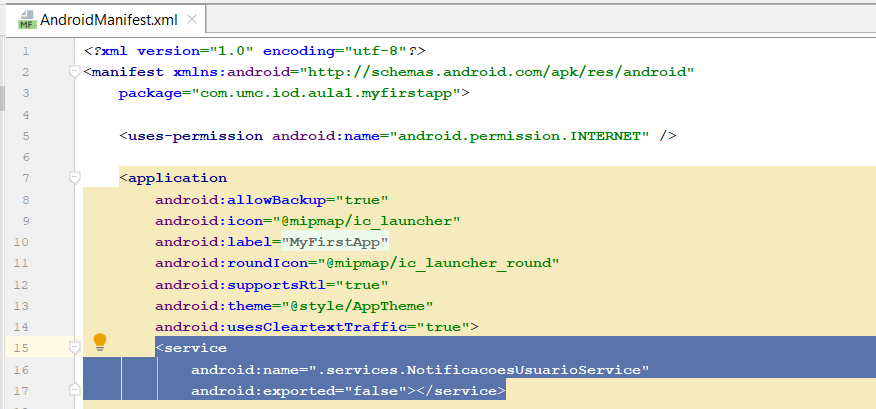 MF AndroidManifest.xml
1 <?xml version="1.0" encoding="utf-8"?>
2 <manifest xmlns:android="http://schemas.android.com/apk/res/android"
3 package="com.umc.iod.aula1.myfirstapp">
4
5 <uses-permission android:name="android.permission.INTERNET" />
6
7 <application
8 android:allowBackup="true"
9 android:icon="@mipmap/ic_launcher"
10 android:label="MyFirstApp"
11 android:roundIcon="@mipmap/ic_launcher_round"
12 android:supportsRtl="true"
13 android:theme="@style/AppTheme"
14 android:usesCleartextTraffic="true">
15 <service
16 android:name=".services.NotificacoesUsuarioService"
17 android:exported="false"></service>